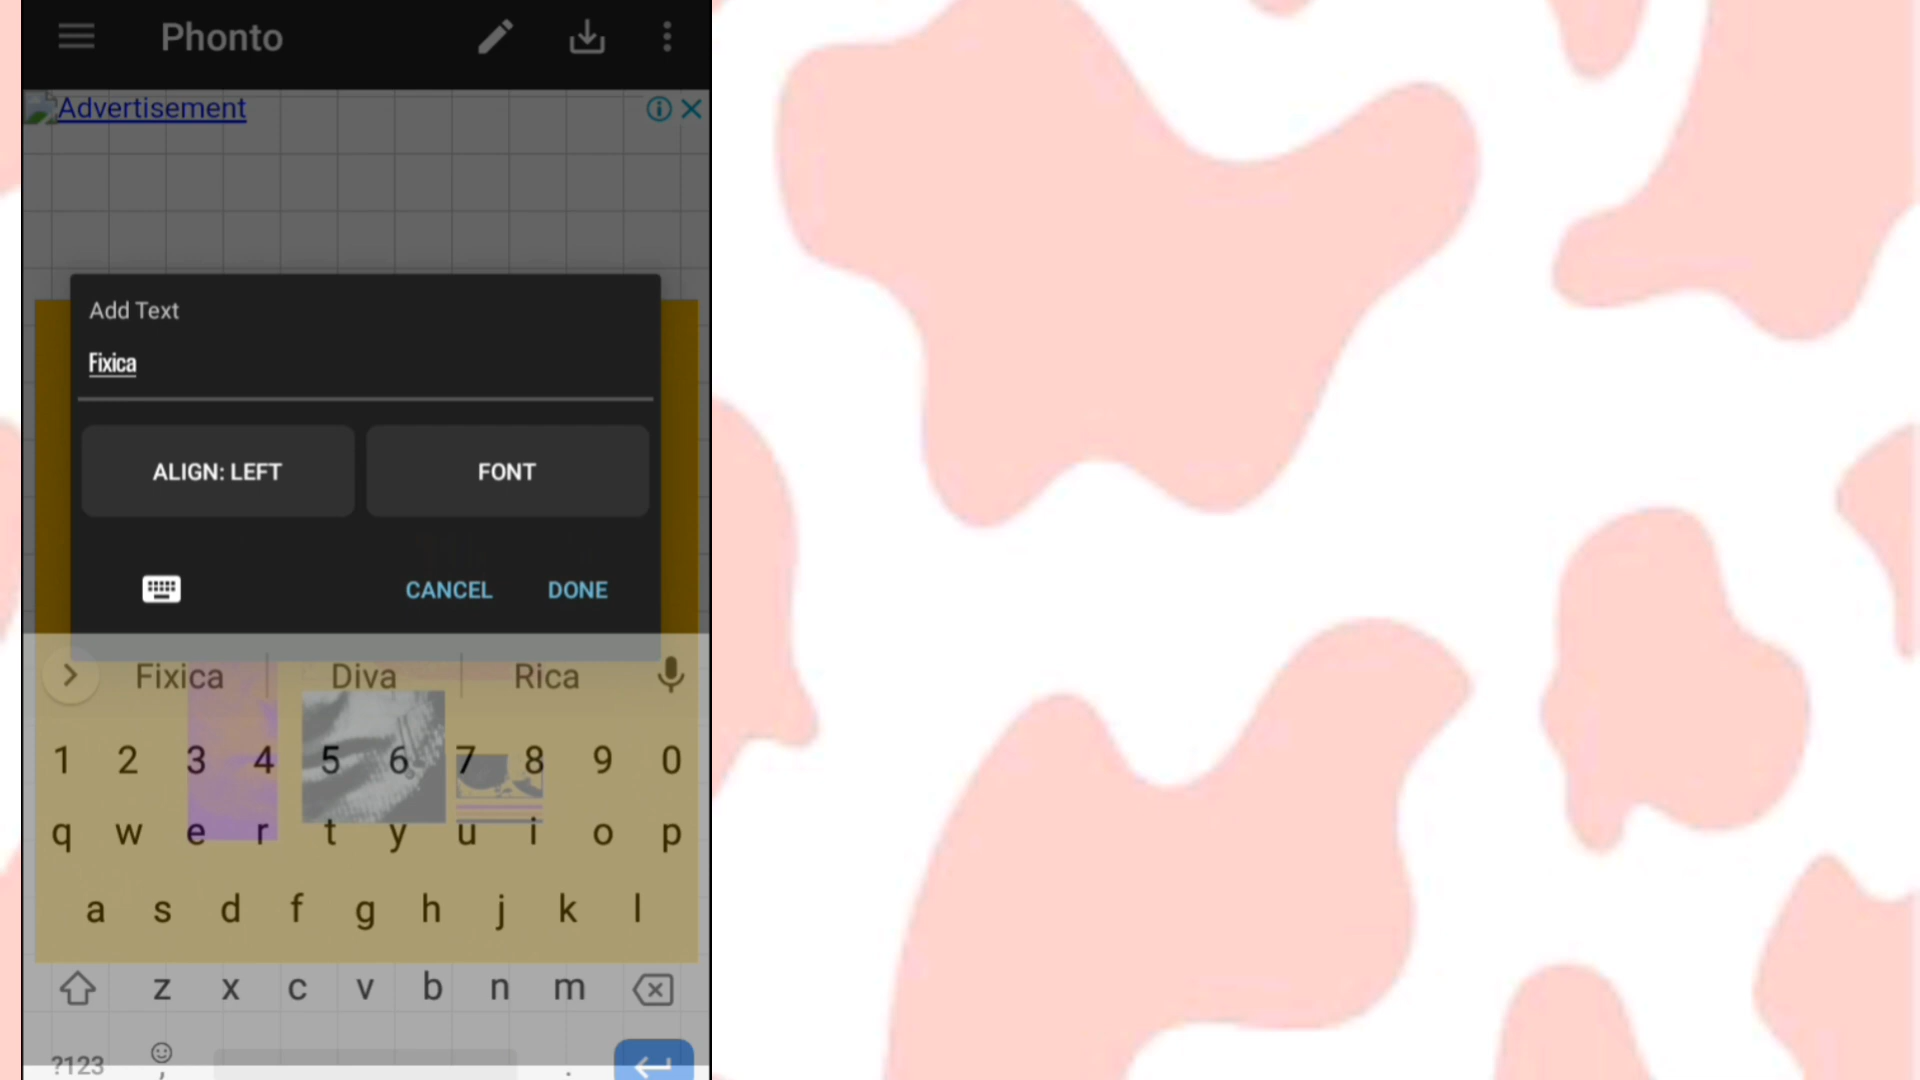 Phonto
Advertisement
Add Text
Fixica
ALIGN: LEFT FONT
CANCEL DONE
Fixica Diva Rica
1 2 3 4 5 6 7 8 9 0
q w e r t y u i o p
a s d f g h j k l
z x c v b n m
?123 , .